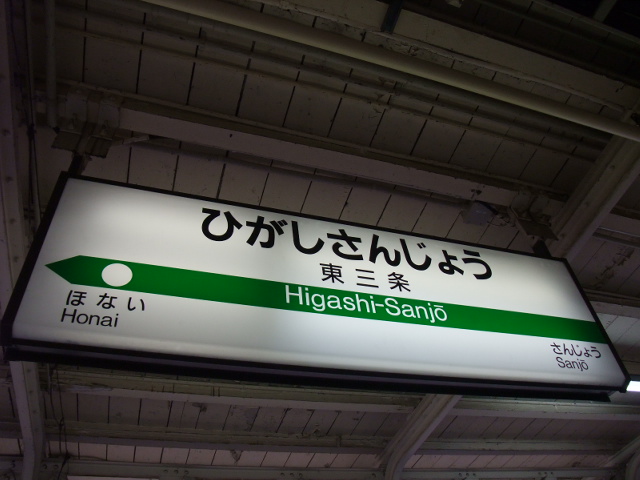 ひがしさんじょう
東三条
Higashi-Sanjō
ほない
Honai
さんじょう
Sanjō